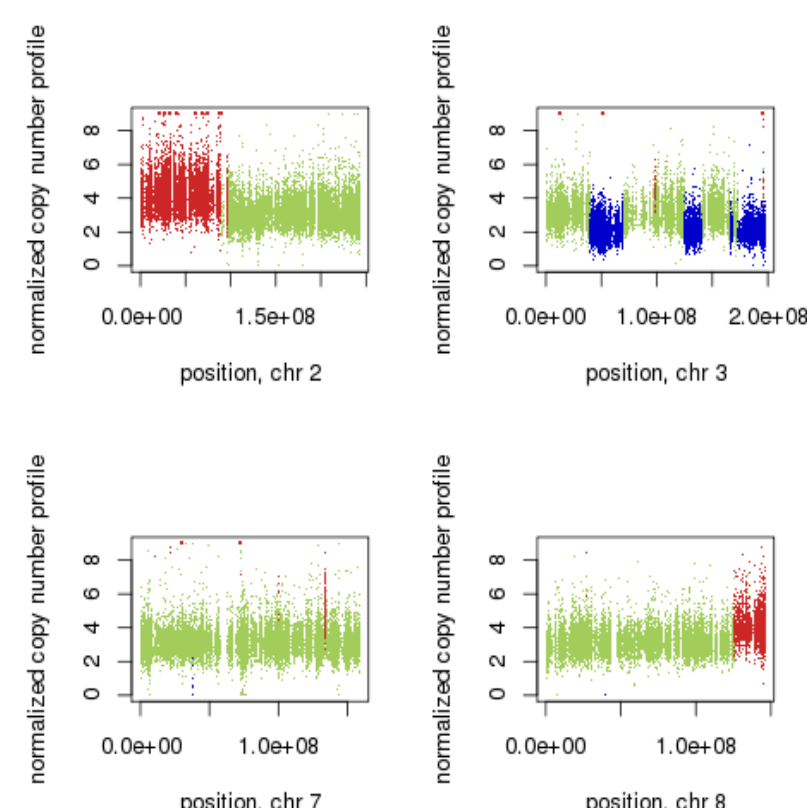 normalized copy number profile
8
6
4
2
0
0.0e+00 1.5e+08
position, chr 2
normalized copy number profile
8
6
4
2
0
0.0e+00 1.0e+08 2.0e+08
position, chr 3
normalized copy number profile
8
6
4
2
0
0.0e+00 1.0e+08
position, chr 7
normalized copy number profile
8
6
4
2
0
0.0e+00 1.0e+08
position, chr 8